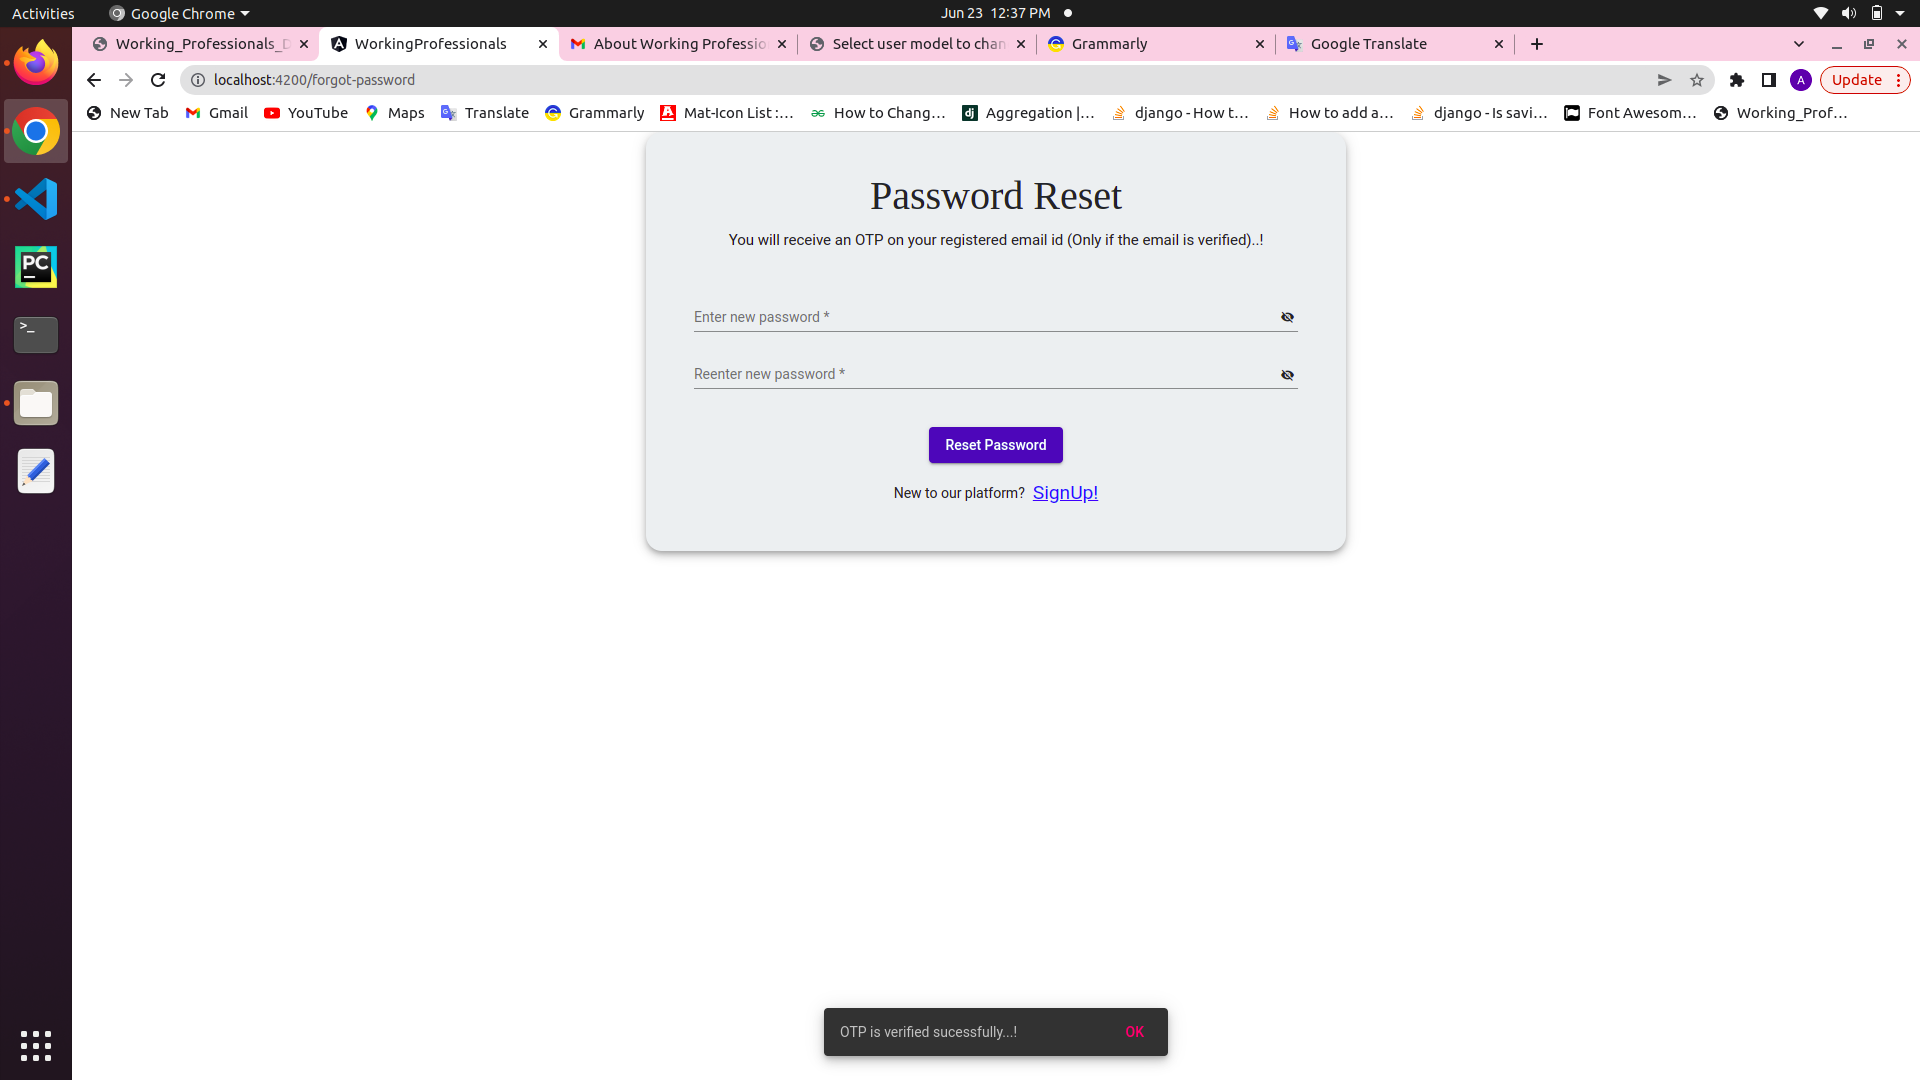 Activities
Google Chrome
Jun 23 12:37 PM
Working_Professionals_D
WorkingProfessionals
About Working Professio
Select user model to chan
Grammarly
Google Translate
localhost:4200/forgot-password
A
Update
New Tab
Gmail
YouTube
Maps
Translate
Grammarly
Mat-Icon List :...
How to Chang...
Aggregation |...
django - How t...
How to add a...
django - Is savi...
Font Awesom...
Working_Prof...
PC
>_
Password Reset
You will receive an OTP on your registered email id (Only if the email is verified)..!
Enter new password *
Reenter new password *
Reset Password
New to our platform? SignUp!
OTP is verified sucessfully...! OK